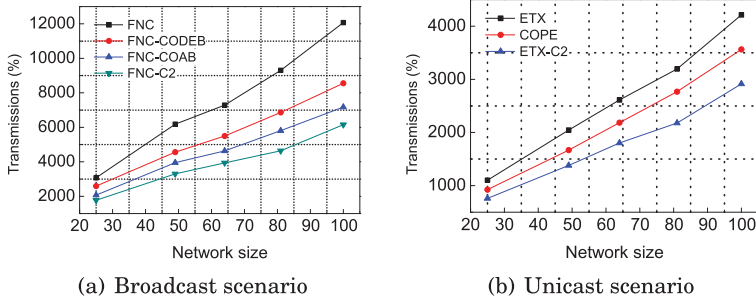 FNC
FNC-CODEB
FNC-COAB
FNC-C2
Transmissions (%)
12000
10000
8000
6000
4000
2000
20 30 40 50 60 70 80 90 100
Network size
(a) Broadcast scenario
ETX
COPE
ETX-C2
Transmissions (%)
4000
3000
2000
1000
20 30 40 50 60 70 80 90 100
Network size
(b) Unicast scenario